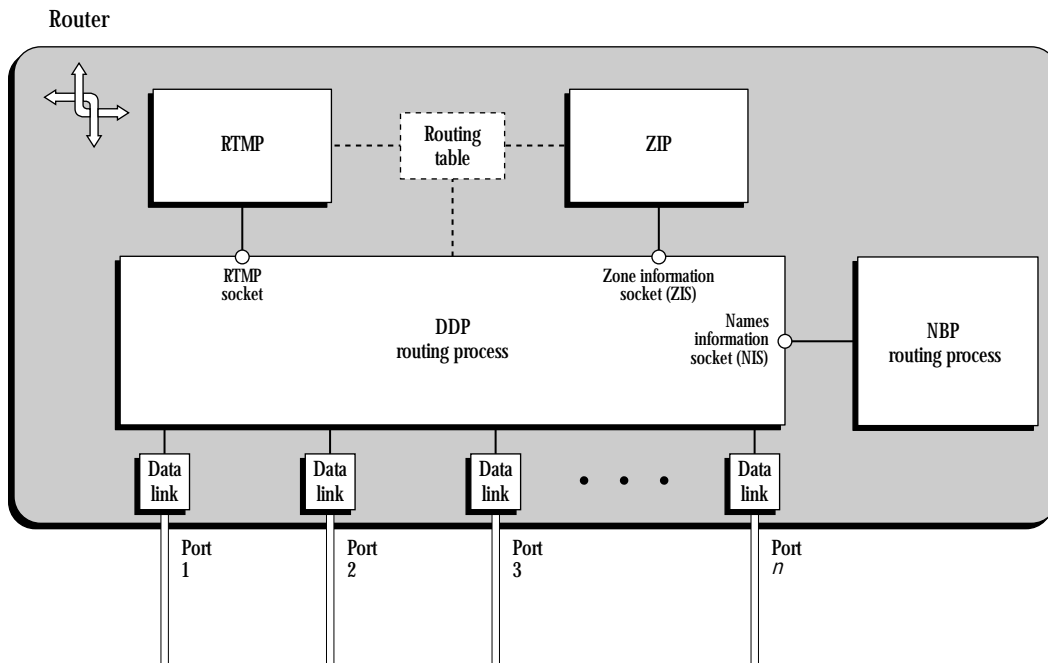 Router
RTMP
Routing
table
ZIP
RTMP
socket
Zone information
socket (ZIS)
DDP
routing process
Names
information
socket (NIS)
NBP
routing process
Data
link
Data
link
Data
link
• • •
Data
link
Port
1
Port
2
Port
3
Port
n